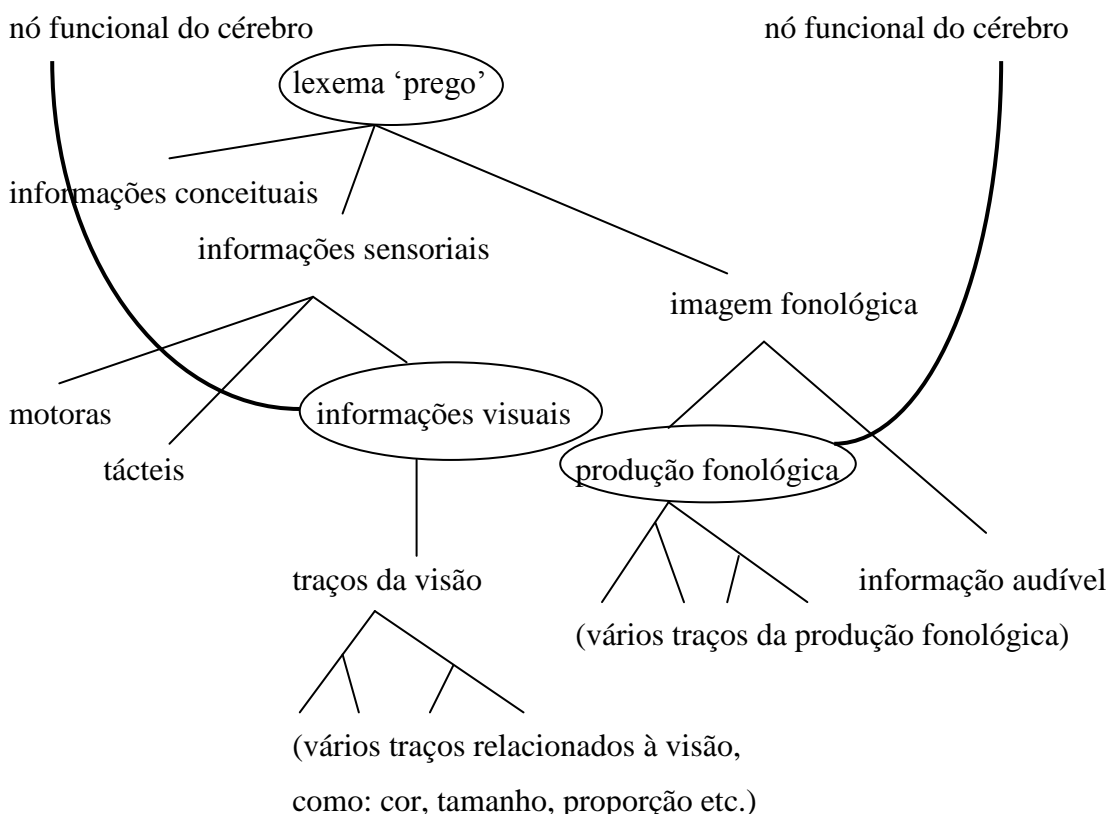 nó funcional do cérebro
nó funcional do cérebro
lexema ‘prego’
informações conceituais
informações sensoriais
imagem fonológica
motoras
informações visuais
tácteis
produção fonológica
traços da visão
informação audível
(vários traços da produção fonológica)
(vários traços relacionados à visão,
como: cor, tamanho, proporção etc.)